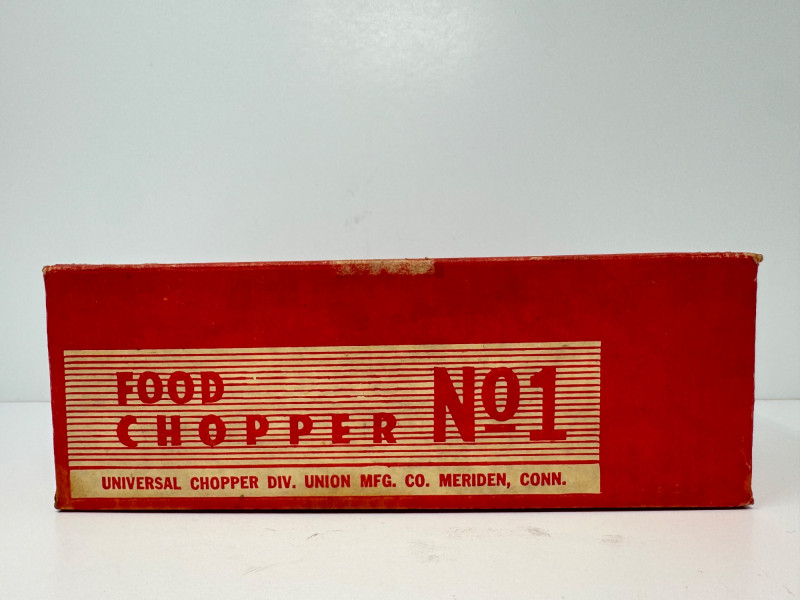 FOOD
CHOPPER No1
UNIVERSAL CHOPPER DIV. UNION MFG. CO. MERIDEN, CONN.